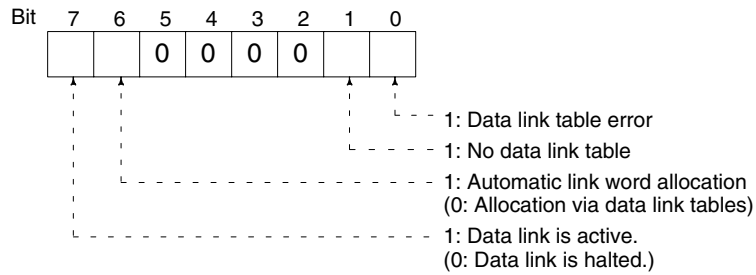 Bit 7 6 5 4 3 2 1 0
0 0 0 0
1: Data link table error
1: No data link table
1: Automatic link word allocation
(0: Allocation via data link tables)
1: Data link is active.
(0: Data link is halted.)